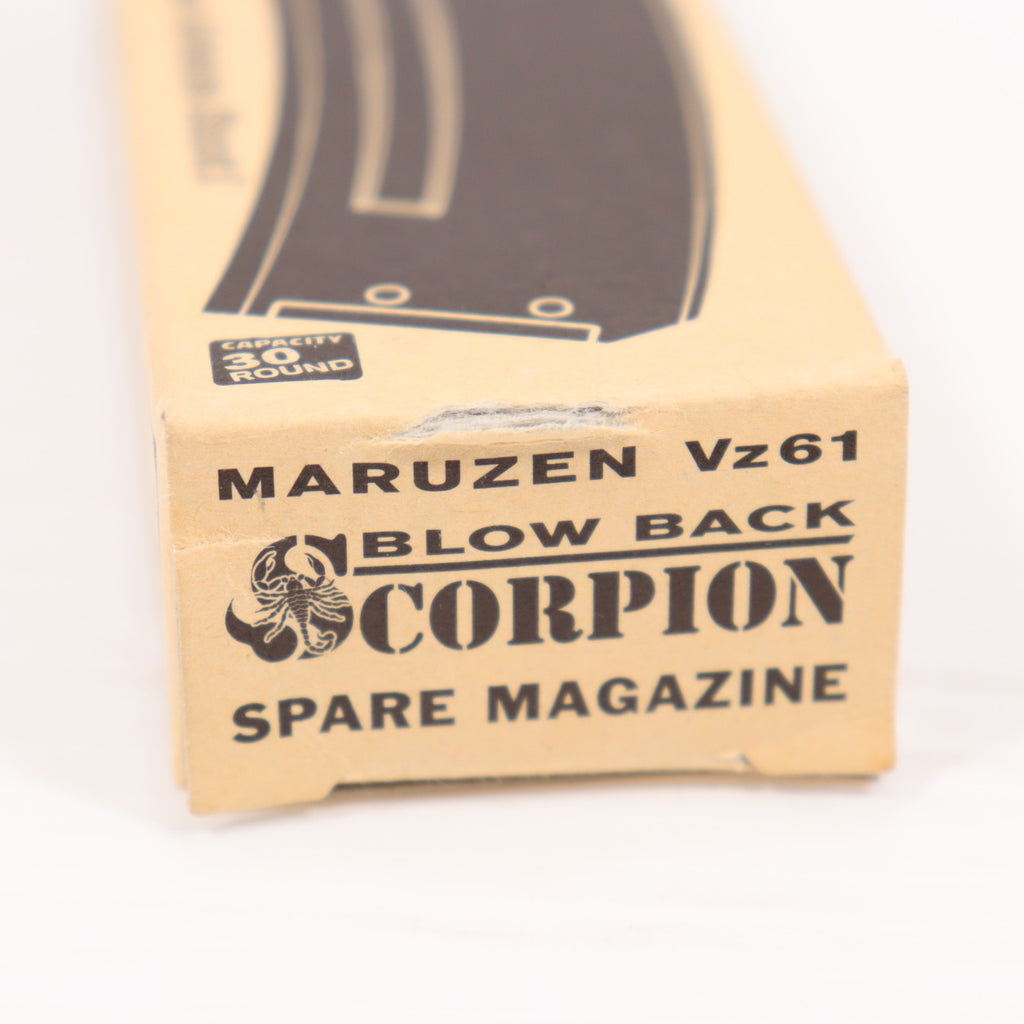 CAPACITY
30
ROUND
MARUZEN Vz61
BLOW BACK
SCORPION
SPARE MAGAZINE